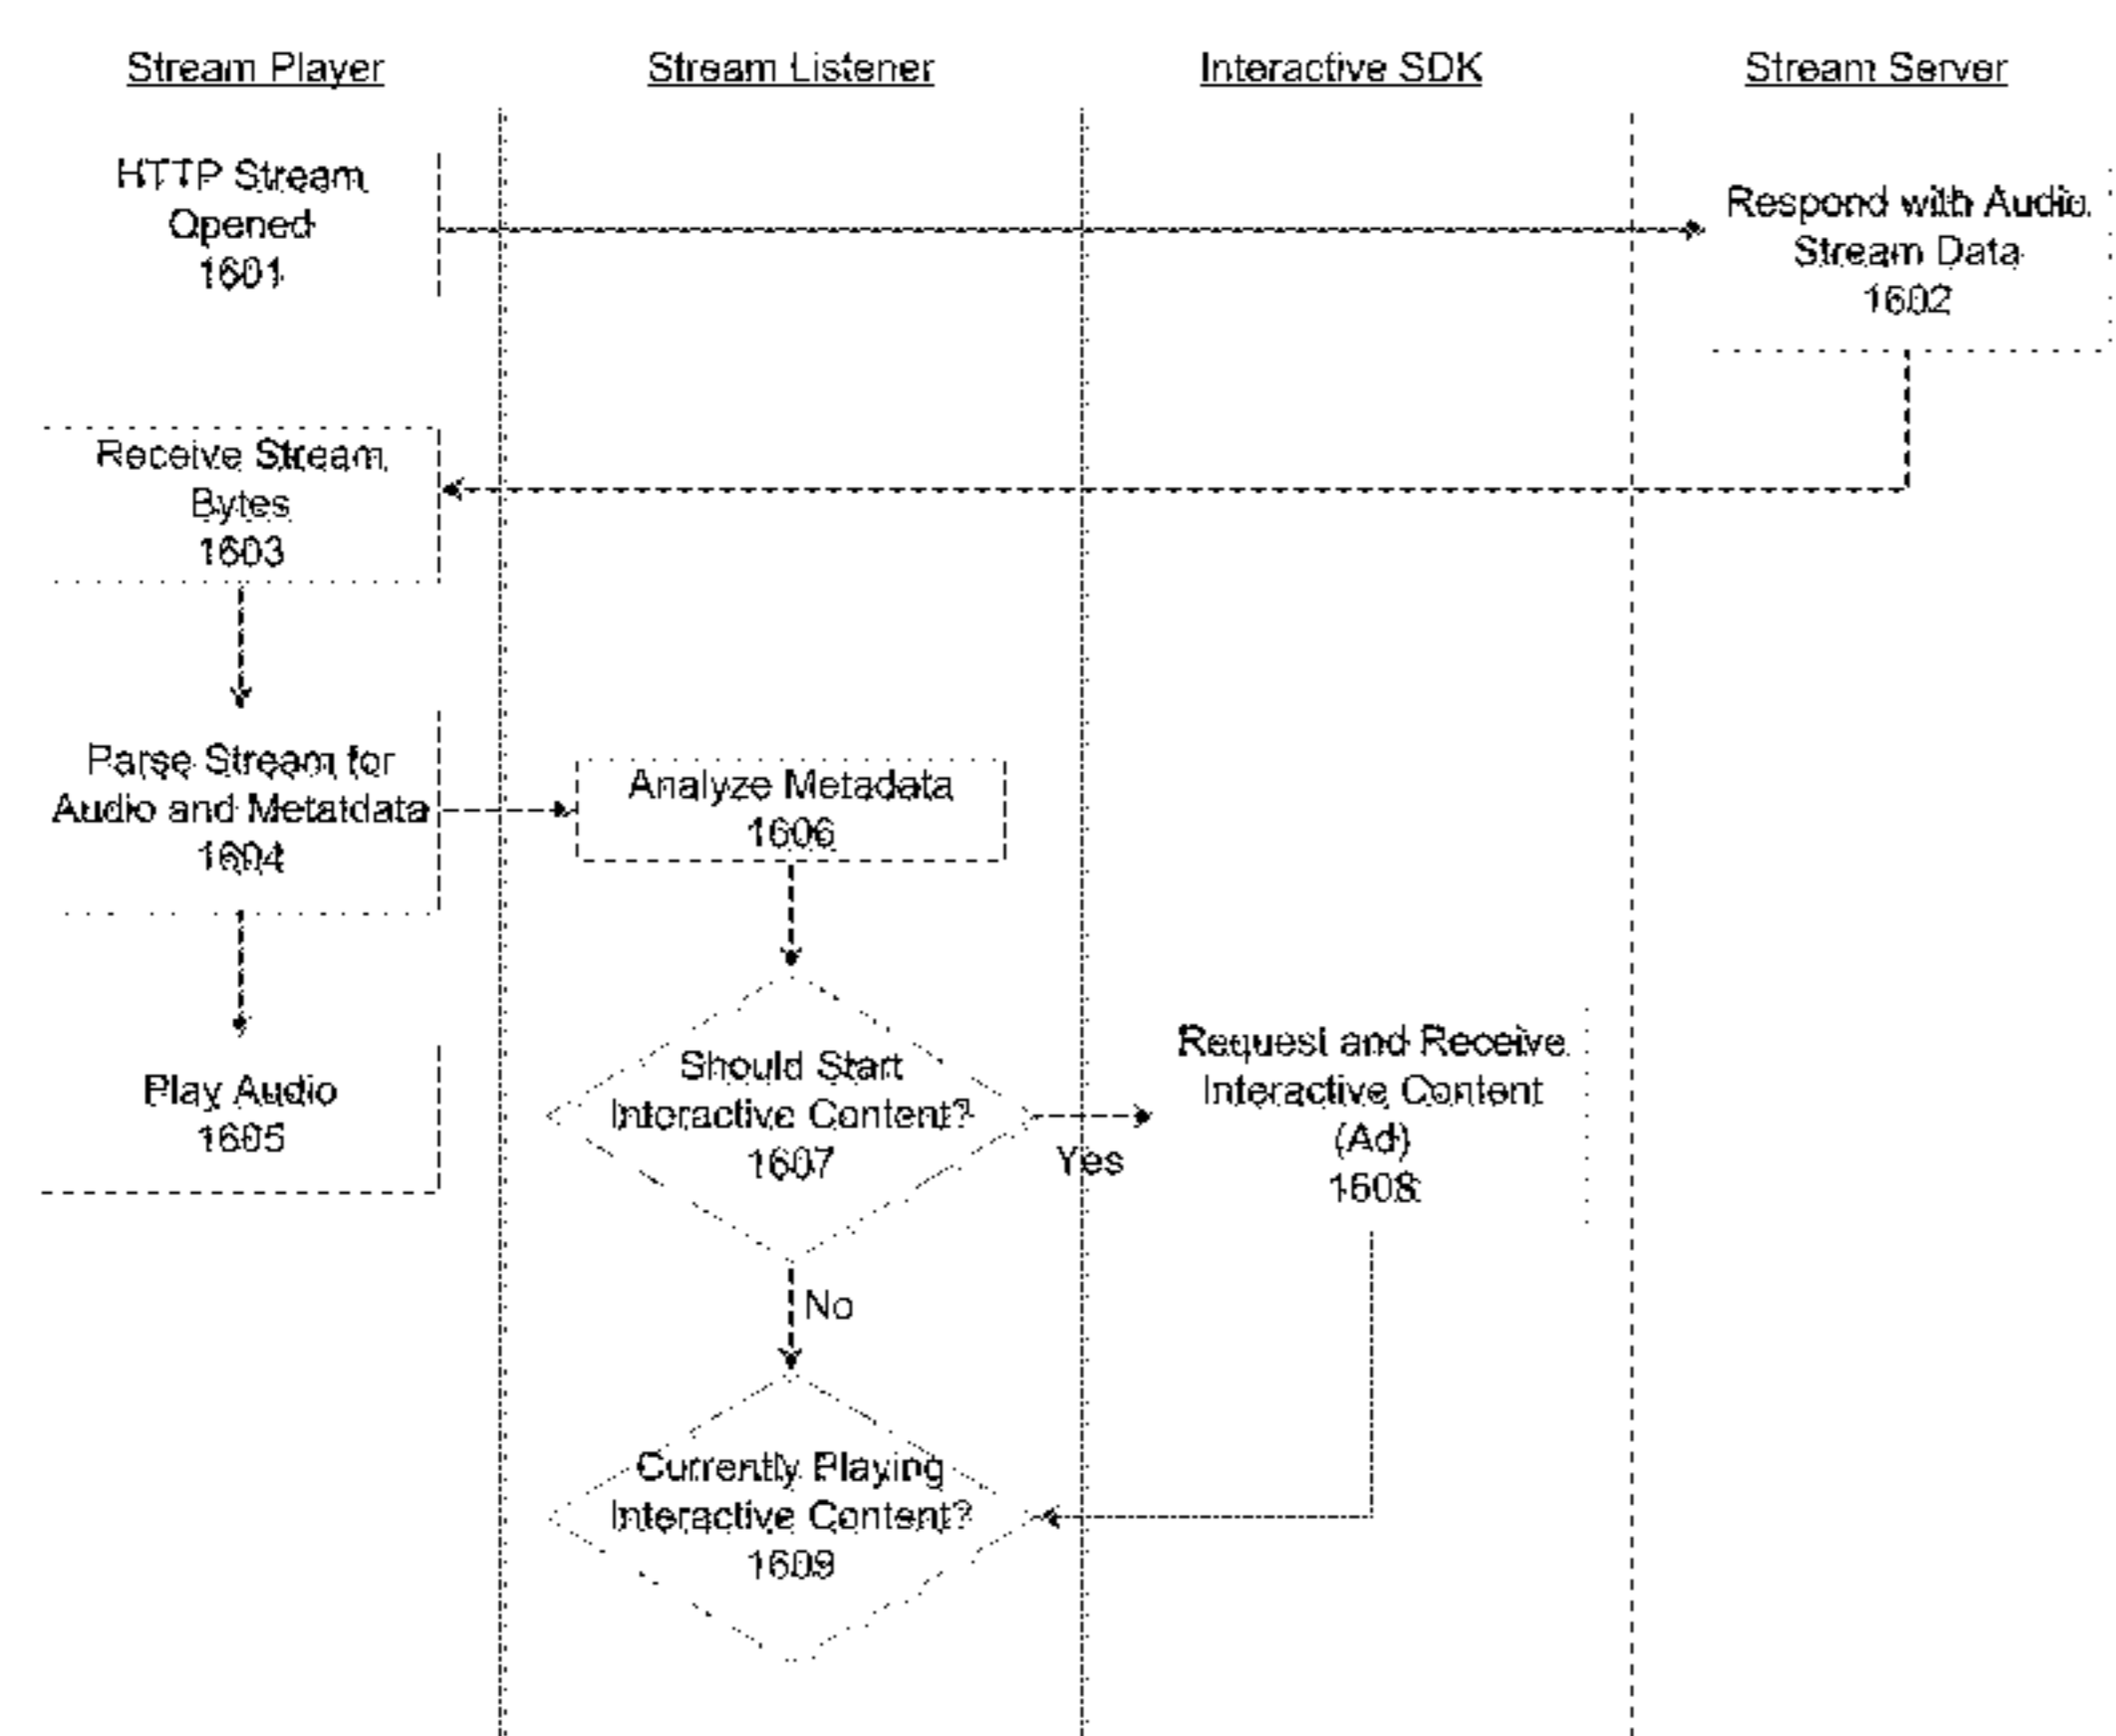 Stream Player
Stream Listener
Interactive SDK
Stream Server
HTTP Stream
Opened
1601
Respond with Audio
Stream Data
1602
Receive Stream
Bytes
1603
Parse Stream for
Audio and Metatdata
1604
Analyze Metadata
1606
Play Audio
1605
Should Start
Interactive Content?
1607
Yes
Request and Receive
Interactive Content
(Ad)
1608
No
Currently Playing
Interactive Content?
1609